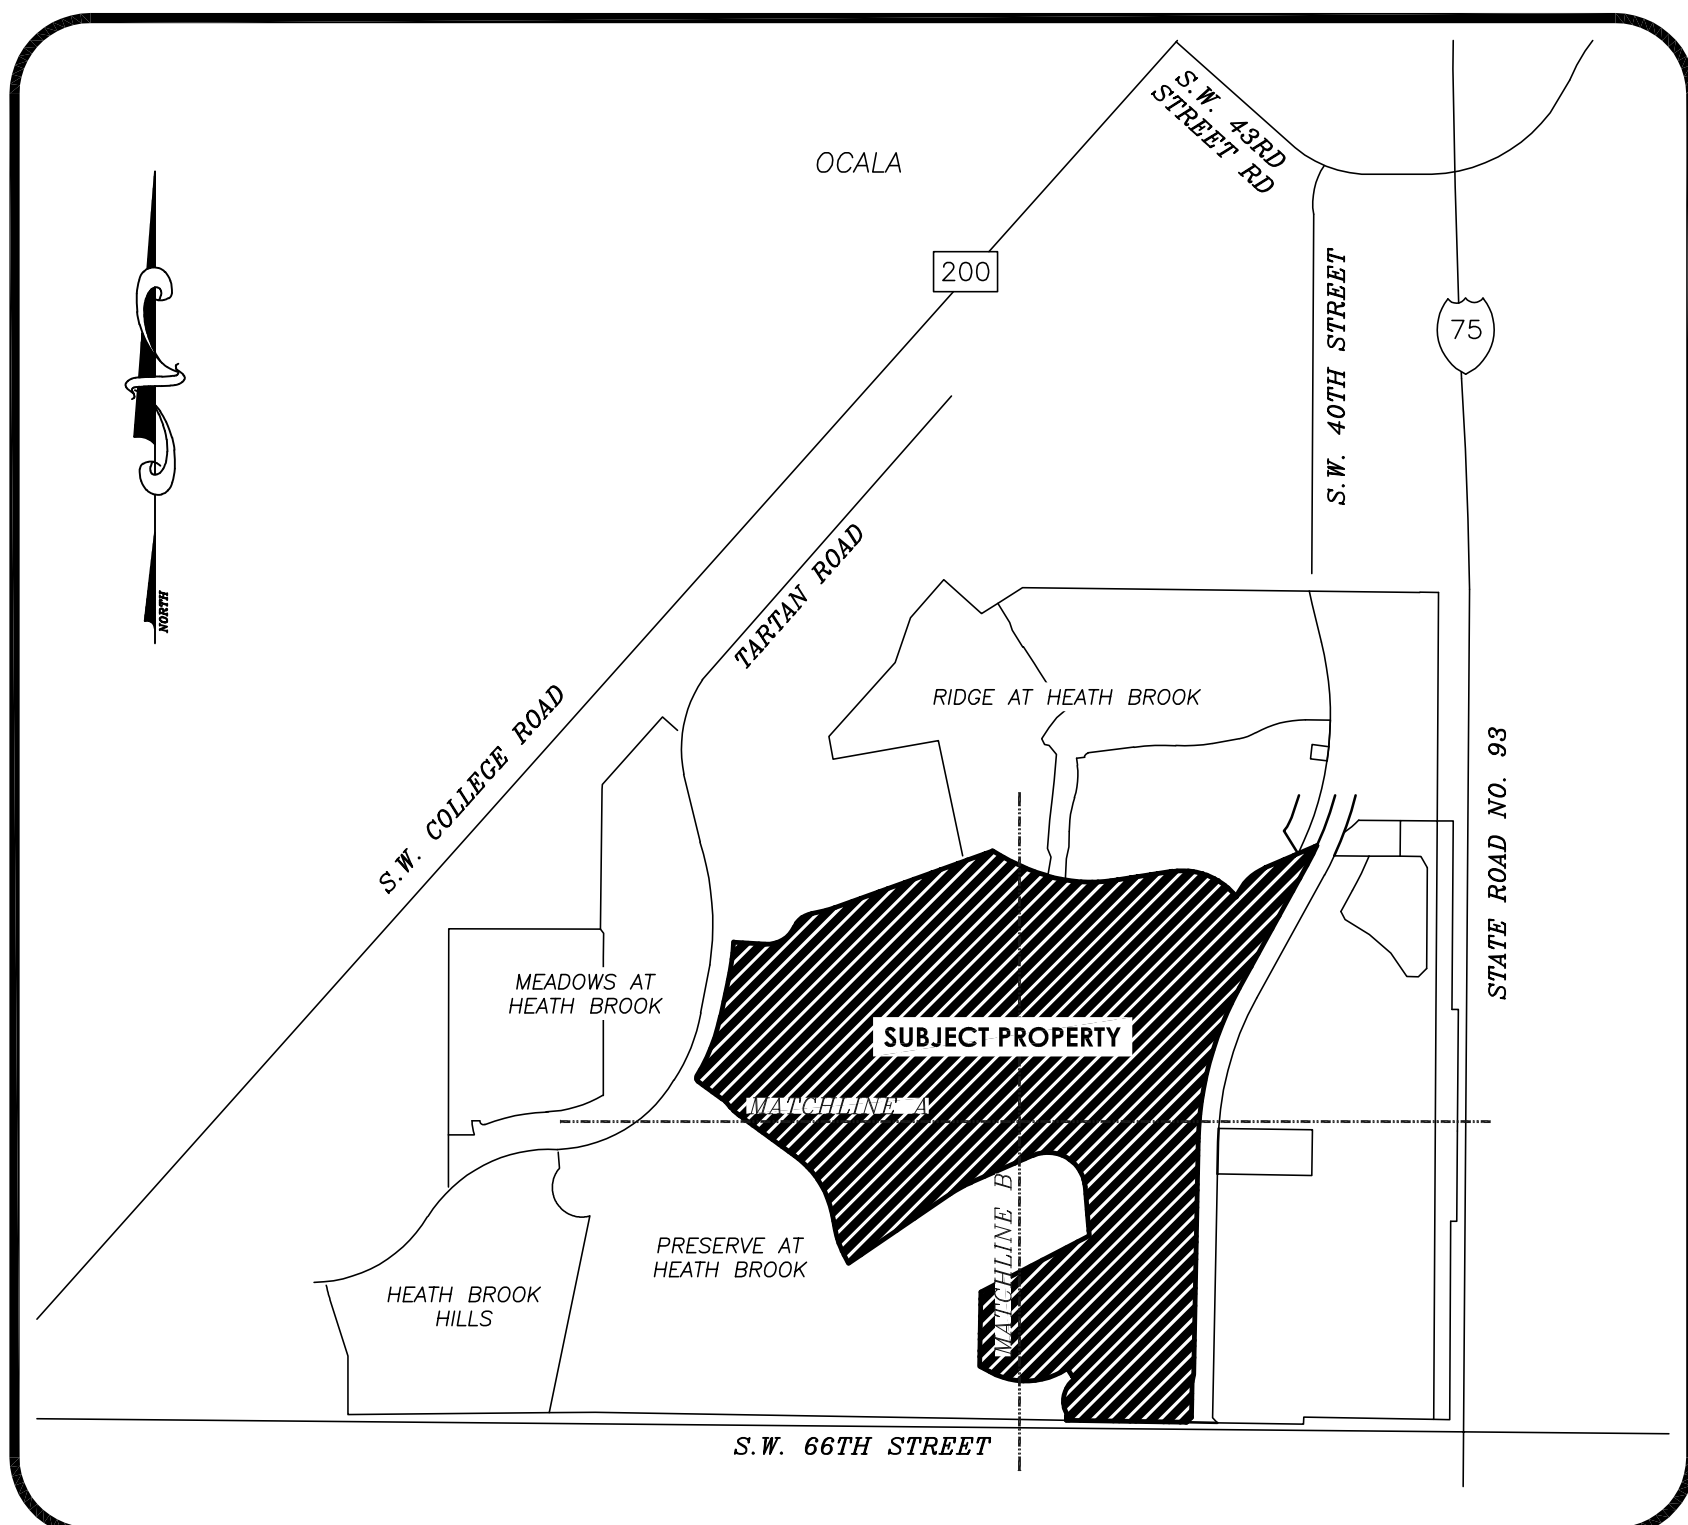 S.W. 43RD
STREET RD
OCALA
200
S.W. 40TH STREET
75
NORTH
TARTAN ROAD
RIDGE AT HEATH BROOK
S.W. COLLEGE ROAD
STATE ROAD NO. 93
MEADOWS AT
HEATH BROOK
SUBJECT PROPERTY
MATCHLINE A
MATCHLINE B
PRESERVE AT
HEATH BROOK
HEATH BROOK
HILLS
S.W. 66TH STREET